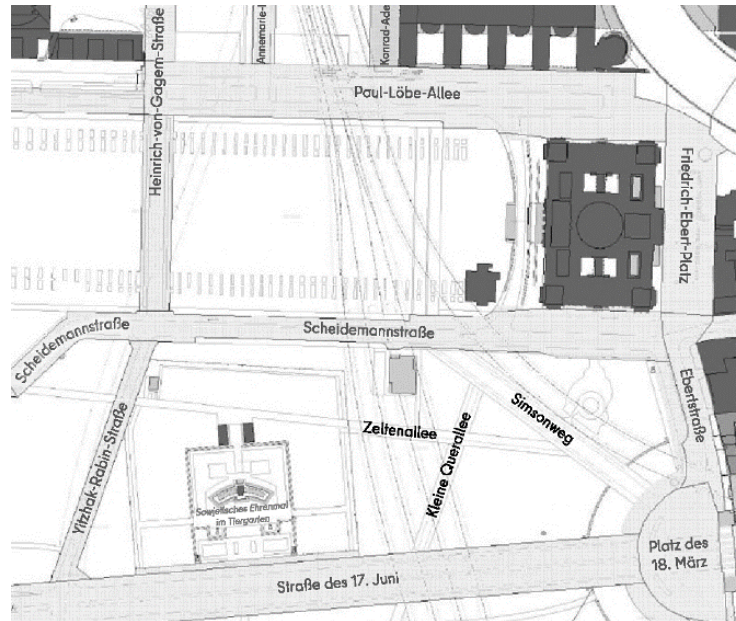 Annemarie-
Konrad-Ade
Heinrich-von-Gagern-Straße
Paul-Löbe-Allee
Friedrich-Ebert-Platz
Scheidemannstraße
Scheidemannstraße
Ebertstraße
Yitzhak-Rabin-Straße
Zeltenallee
Kleine Querallee
Simsonweg
Sowjetisches Ehrenmal
im Tiergarten
Platz des
18. März
Straße des 17. Juni